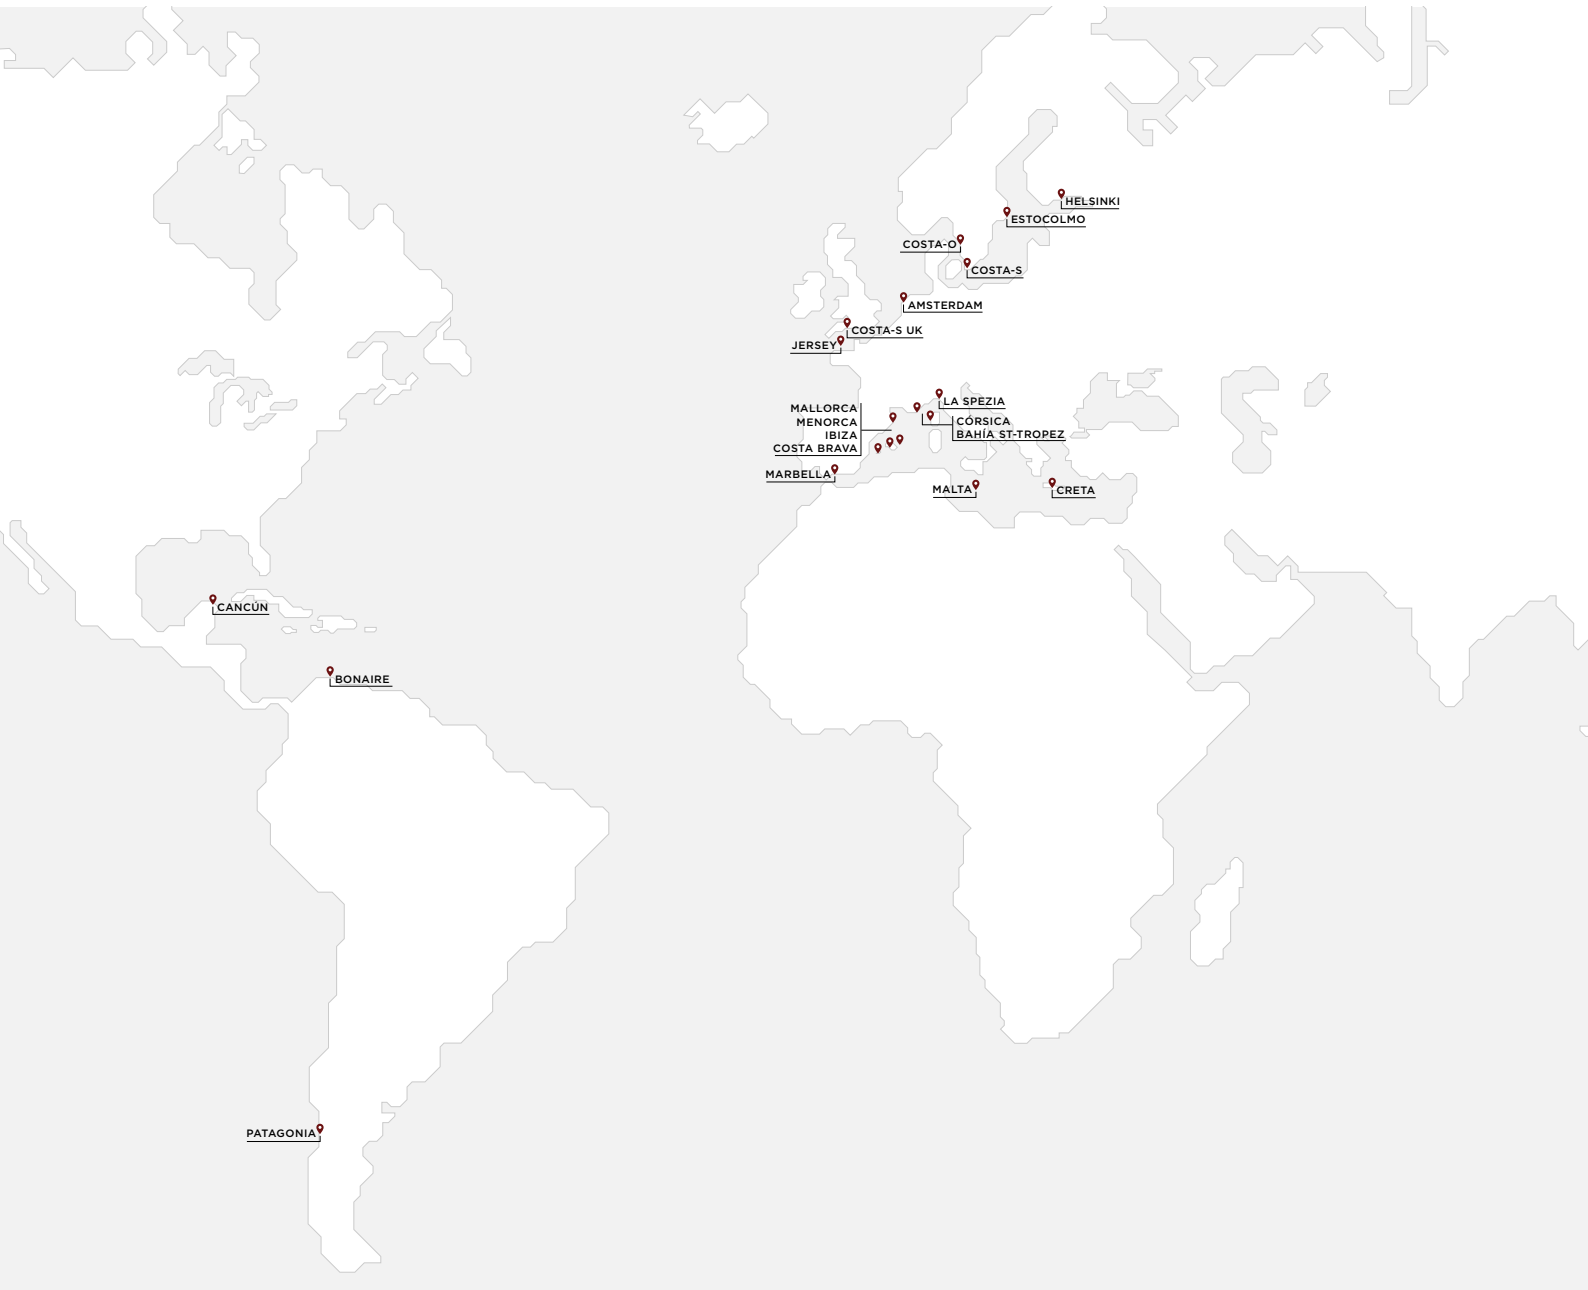 HELSINKI
ESTOCOLMO
COSTA-O
COSTA-S
AMSTERDAM
COSTA-S UK
JERSEY
LA SPEZIA
MALLORCA
MENORCA
IBIZA
COSTA BRAVA
CÓRSICA
BAHÍA ST-TROPEZ
MARBELLA
MALTA
CRETA
CANCÚN
BONAIRE
PATAGONIA